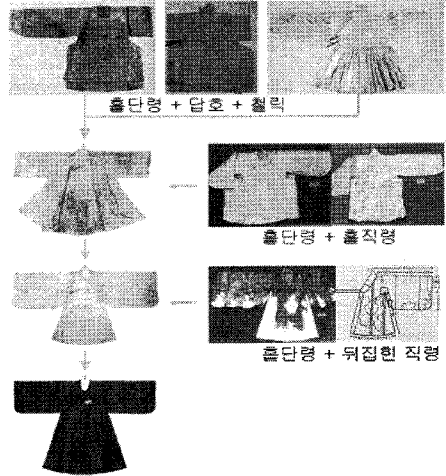 홑단령 + 답호 + 철릭
홑단령 + 홑직령
홑단령 + 뒤집힌 직령